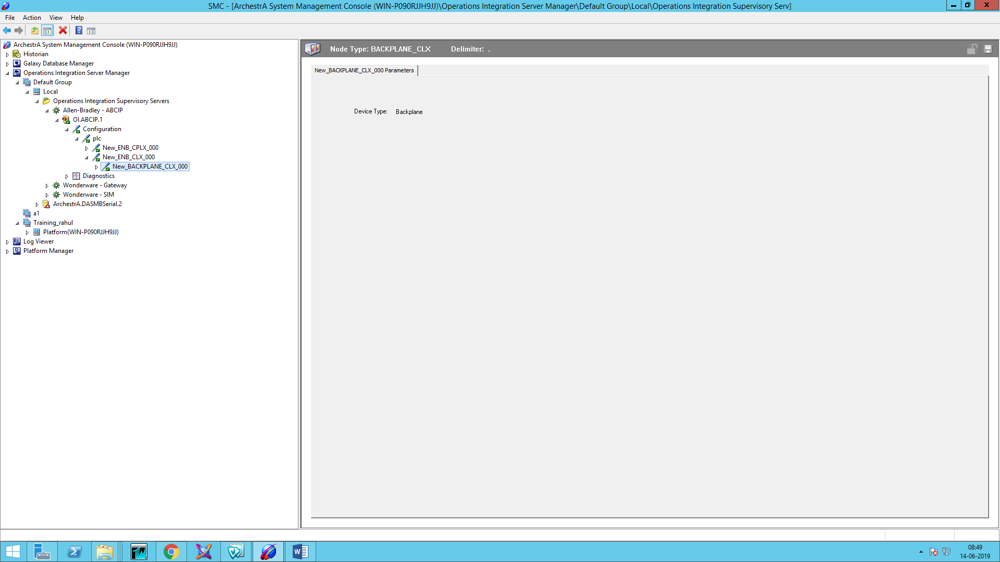 SMC - [ArchestrA System Management Console (WIN-P090RJJH9JJ)\Operations Integration Server Manager\Default Group\Local\Operations Integration Supervisory Serv]
File Action View Help
ArchestrA System Management Console (WIN-P090RJJH9JJ)
Historian
Galaxy Database Manager
Operations Integration Server Manager
Default Group
Local
Operations Integration Supervisory Servers
Allen-Bradley - ABCIP
OI.ABCIP.1
Configuration
plc
New_ENB_CPLX_000
New_ENB_CLX_000
New_BACKPLANE_CLX_000
Diagnostics
Wonderware - Gateway
Wonderware - SIM
ArchestrA.DASMBSerial.2
a1
Training_rahul
Platform(WIN-P090RJJH9JJ)
Log Viewer
Platform Manager
Node Type: BACKPLANE_CLX Delimiter: .
New_BACKPLANE_CLX_000 Parameters
Device Type: Backplane
08:49
14-06-2019